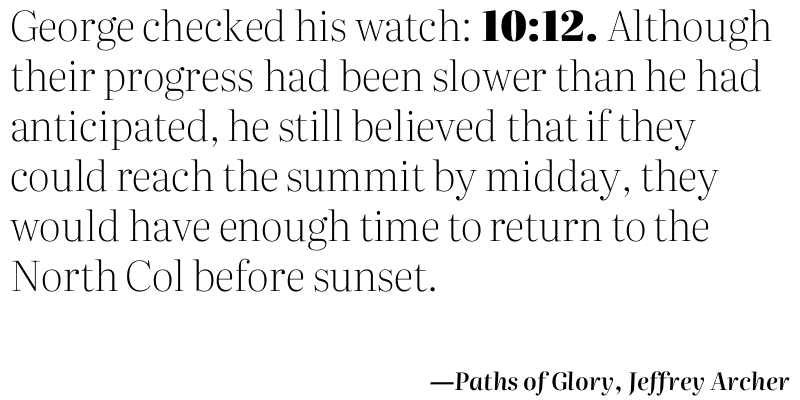 George checked his watch: 10:12. Although
their progress had been slower than he had
anticipated, he still believed that if they
could reach the summit by midday, they
would have enough time to return to the
North Col before sunset.
—Paths of Glory, Jeffrey Archer